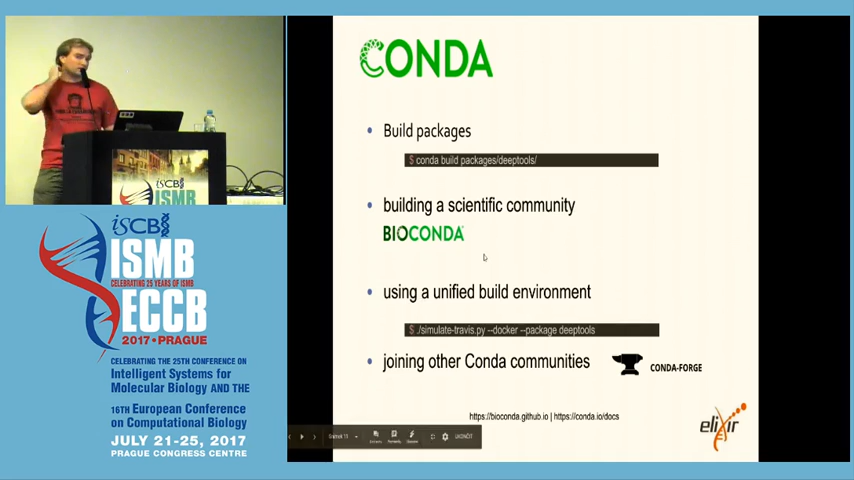 CONDA
Build packages
$ conda build packages/deeptools/
building a scientific community
BIOCONDA
using a unified build environment
$ ./simulate-travis.py --docker --package deeptools
joining other Conda communities
CONDA-FORGE
https://bioconda.github.io | https://conda.io/docs
elixir
iSCB
ISMB
iSCB
ISMB
CELEBRATING 25 YEARS OF ISMB
ECCB
2017 • PRAGUE
CELEBRATING THE 25TH CONFERENCE ON
Intelligent Systems for
Molecular Biology AND THE
16TH European Conference
on Computational Biology
JULY 21-25, 2017
PRAGUE CONGRESS CENTRE